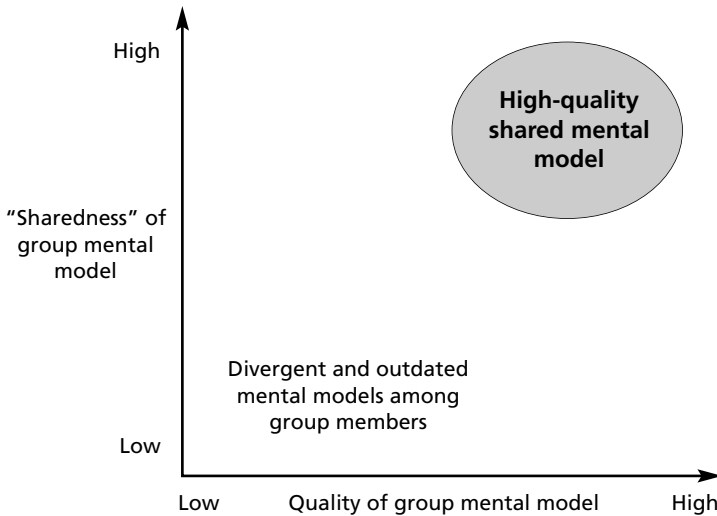 High
High-quality
shared mental
model
“Sharedness” of
group mental
model
Divergent and outdated
mental models among
group members
Low
Low
Quality of group mental model
High